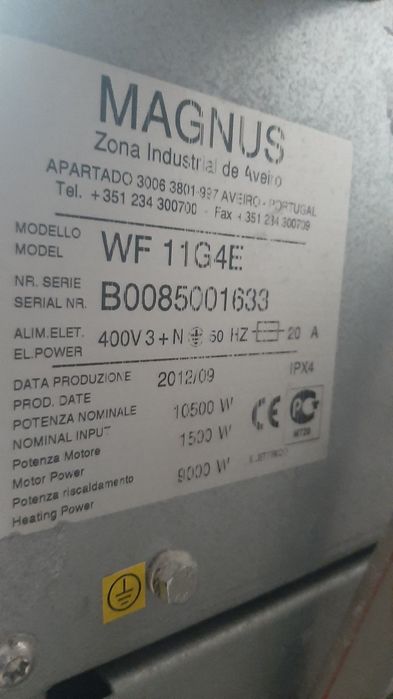 MAGNUS
Zona Industrial de Aveiro
APARTADO 3006 3801-997 AVEIRO - PORTUGAL
Tel. +351 234 300700 - Fax +351 234 300709
MODELLO
MODEL WF 11G4E
NR. SERIE
SERIAL NR. B0085001633
ALIM.ELET.
EL.POWER 400V 3+N 50 HZ 20 A
DATA PRODUZIONE
PROD. DATE 2012/09 IPX4
POTENZA NOMINALE
NOMINAL INPUT 10500 W CE PC
Potenza Motore
Motor Power 1500 W
Potenza riscaldamento
Heating Power 9000 W